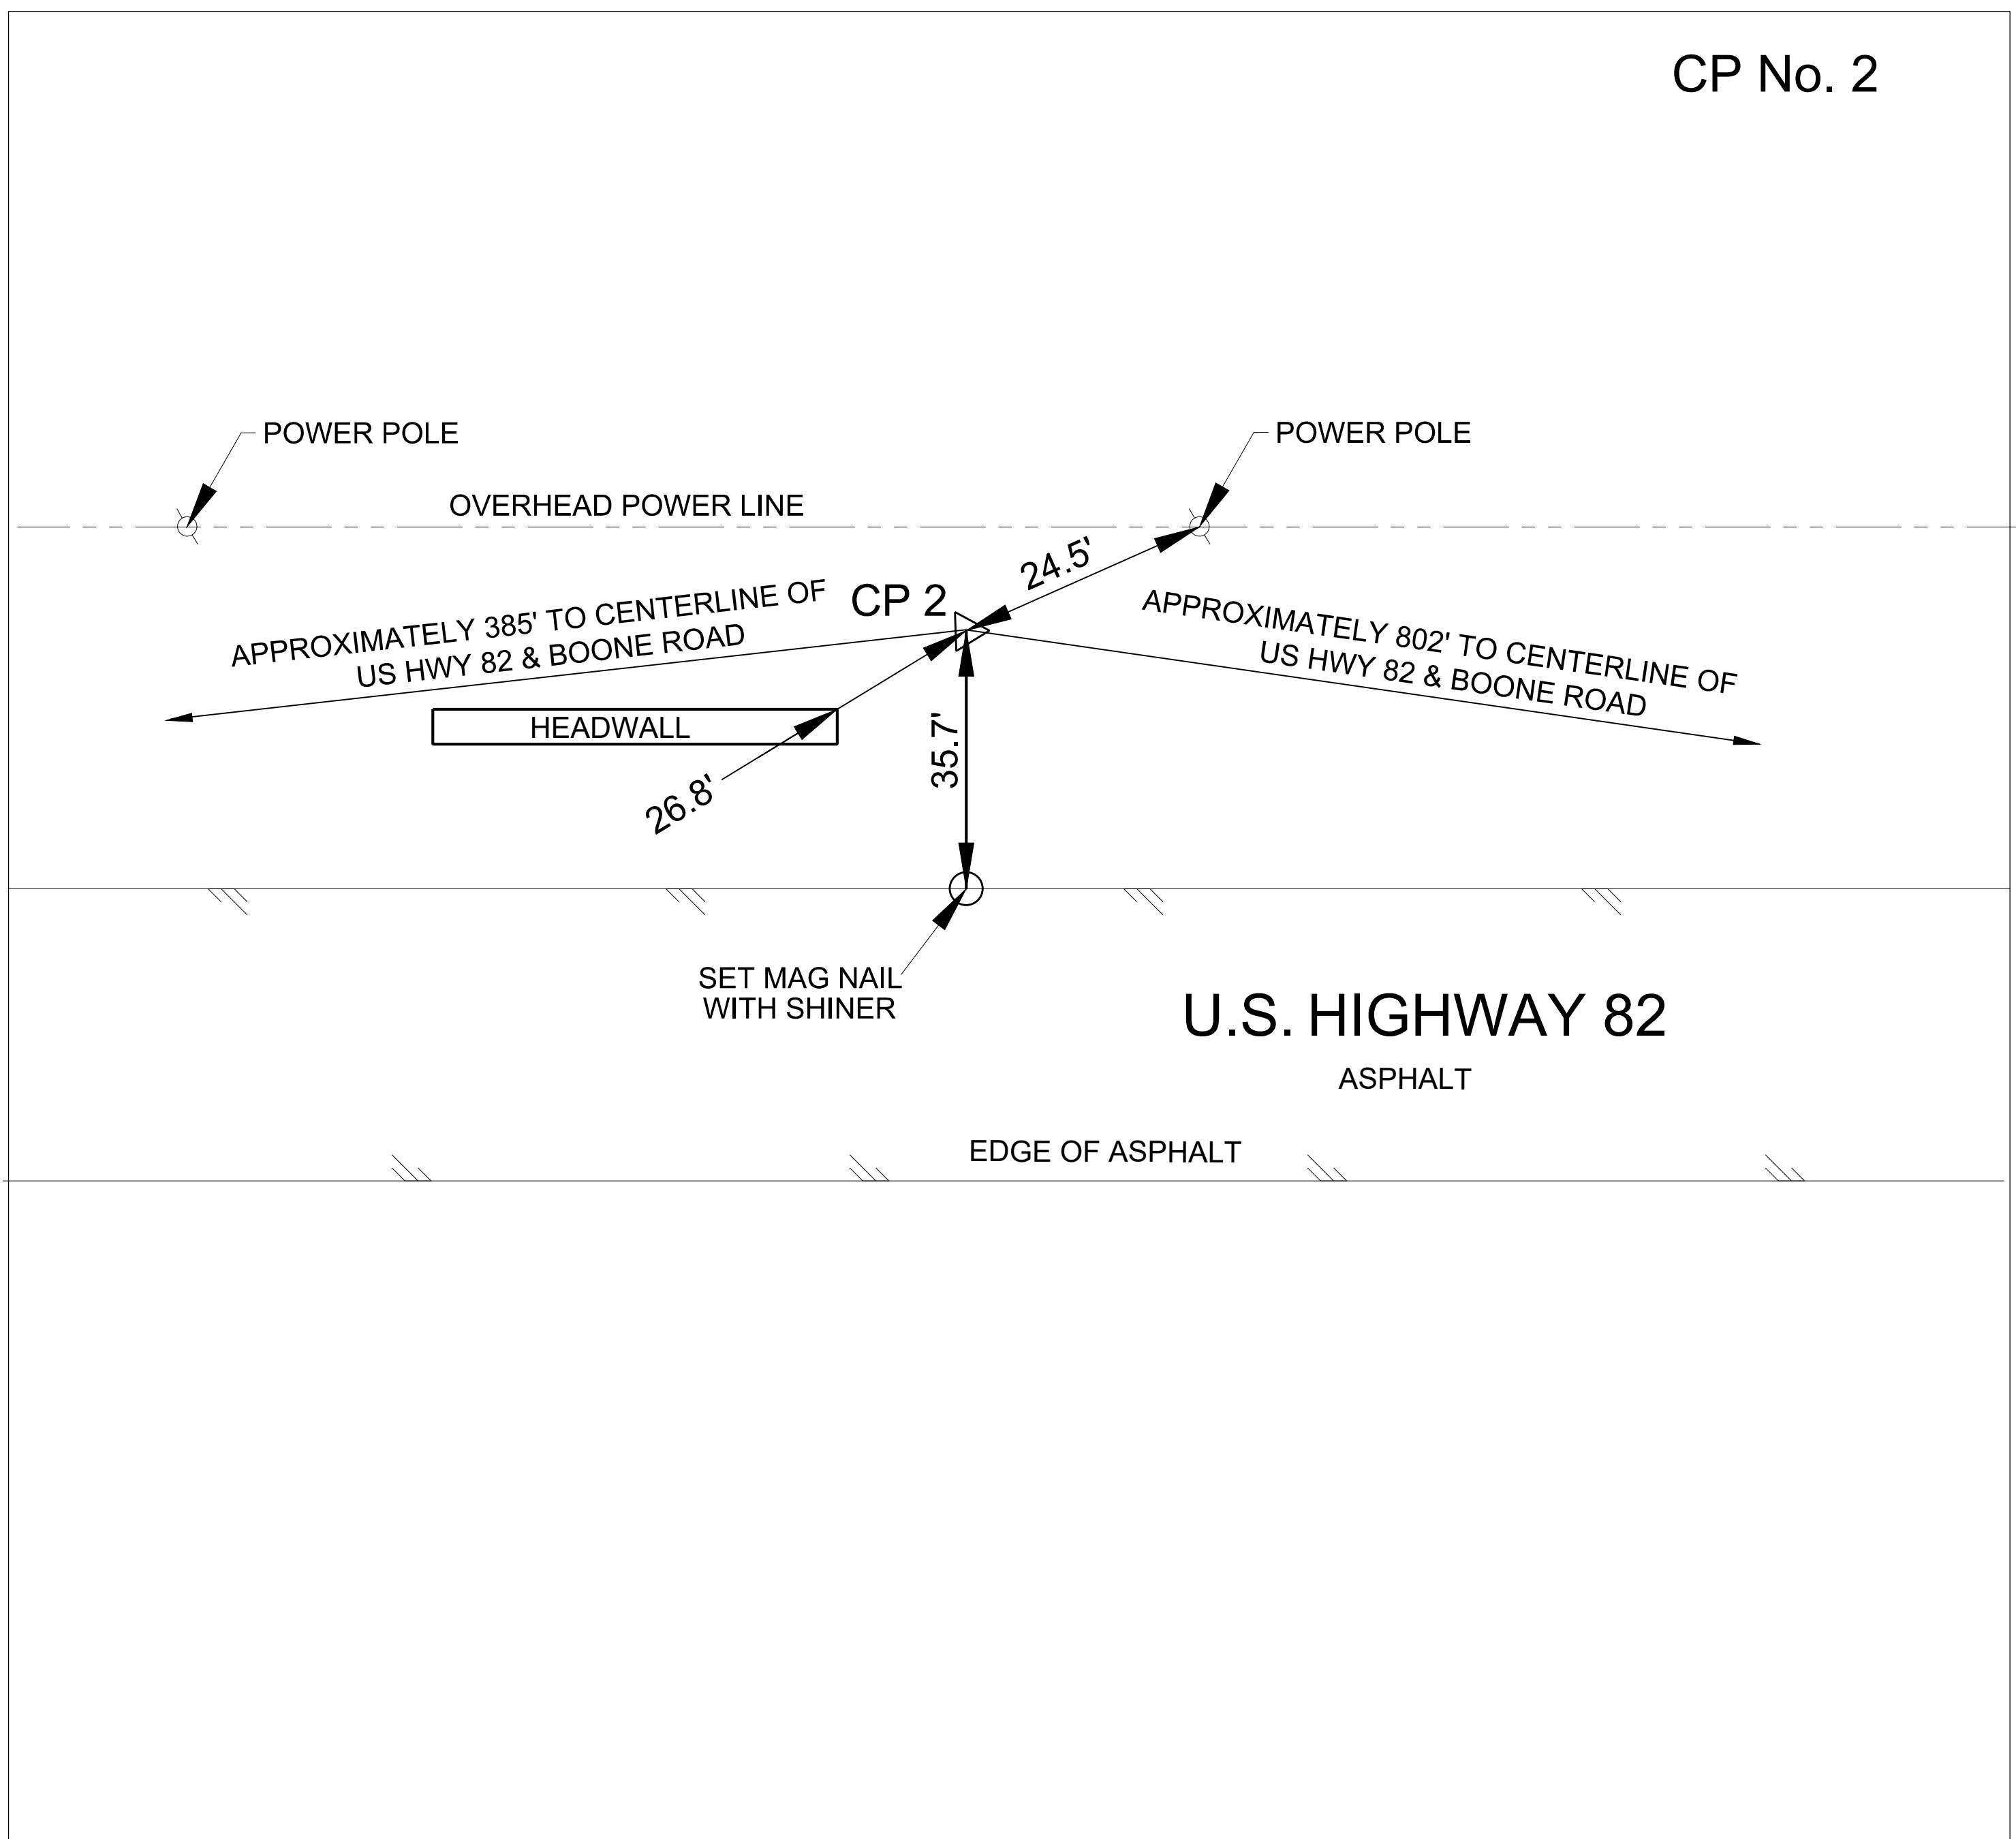 CP No. 2
POWER POLE
POWER POLE
OVERHEAD POWER LINE
24.5'
CP 2
APPROXIMATELY 385' TO CENTERLINE OF
US HWY 82 & BOONE ROAD
APPROXIMATELY 802' TO CENTERLINE OF
US HWY 82 & BOONE ROAD
HEADWALL
35.7'
26.8'
SET MAG NAIL
WITH SHINER
U.S. HIGHWAY 82
ASPHALT
EDGE OF ASPHALT